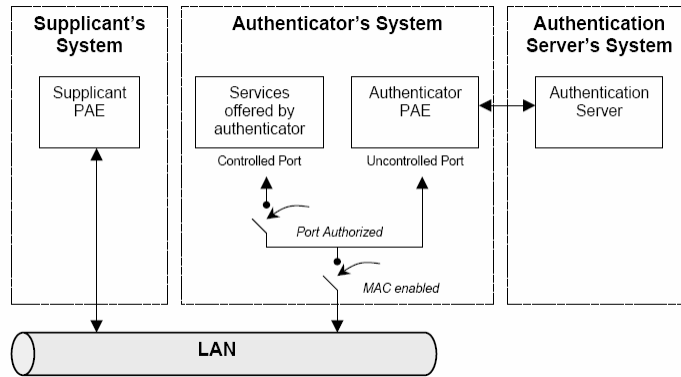 Supplicant's
System
Authenticator's System
Authentication
Server's System
Supplicant
PAE
Services
offered by
authenticator
Authenticator
PAE
Authentication
Server
Controlled Port
Uncontrolled Port
Port Authorized
MAC enabled
LAN